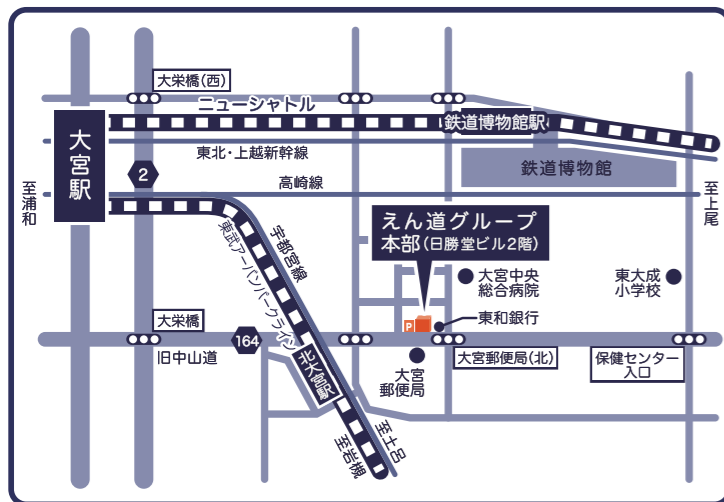 大栄橋(西)
ニューシャトル
鉄道博物館駅
大宮駅
東北・上越新幹線
鉄道博物館
2
高崎線
至浦和
至上尾
えん道グループ
本部(日勝堂ビル2階)
宇都宮線
東武アーバンパークライン
大宮中央
総合病院
東大成
小学校
大栄橋
P
東和銀行
164
旧中山道
北大宮駅
大宮
郵便局
大宮郵便局(北)
保健センター
入口
至土呂
至岩槻